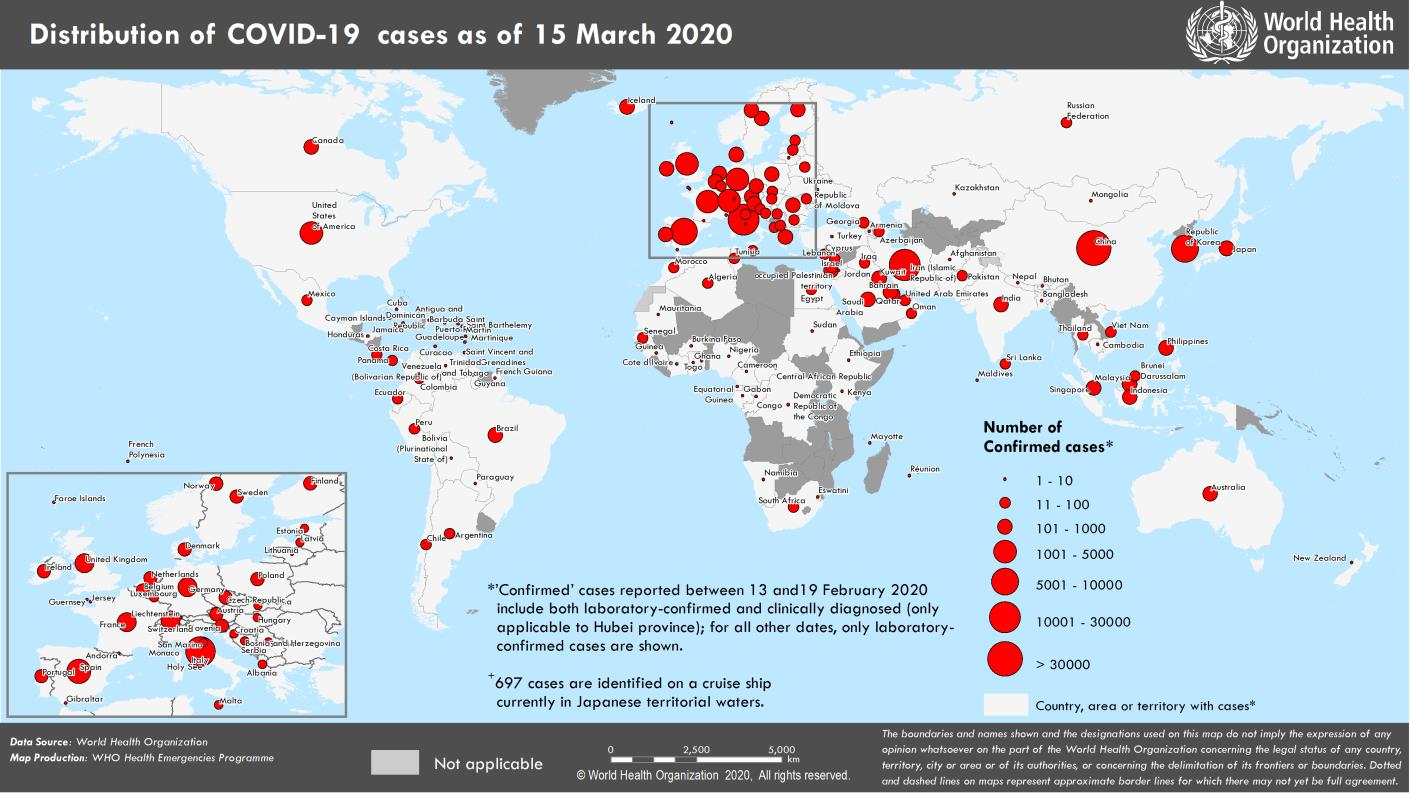 Distribution of COVID-19 cases as of 15 March 2020
World Health
Organization
Iceland
Canada
United
States
of America
Mexico
Russian
Federation
Kazakhstan
Mongolia
Ukraine
Republic
of Moldova
Georgia
Armenia
Turkey
Azerbaijan
Cyprus
Lebanon
Israel
Iraq
Afghanistan
Iran (Islamic
Republic of)
Kuwait
Jordan
Pakistan
Bahrain
Qatar
United Arab Emirates
Saudi
Arabia
Oman
China
Republic
of Korea
Japan
Nepal
Bhutan
Bangladesh
India
Thailand
Viet Nam
Cambodia
Philippines
Sri Lanka
Maldives
Brunei
Darussalam
Malaysia
Singapore
Indonesia
Tunisia
Morocco
Algeria
occupied Palestinian
territory
Egypt
Mauritania
Senegal
Guinea
Cote d'Ivoire
Burkina Faso
Ghana
Togo
Nigeria
Cameroon
Sudan
Ethiopia
Central African Republic
Equatorial
Guinea
Gabon
Congo
Democratic
Republic of
the Congo
Kenya
Mayotte
Réunion
Namibia
South Africa
Eswatini
Cuba
Cayman Islands
Dominican
Republic
Antigua and
Barbuda
Saint
Martin
Saint Barthelemy
Honduras
Jamaica
Puerto
Guadeloupe
Martinique
Costa Rica
Panama
Curacao
Saint Vincent and
Grenadines
Venezuela
(Bolivarian Republic of)
Trinidad
and Tobago
French Guiana
Guyana
Colombia
Ecuador
Peru
Brazil
Bolivia
(Plurinational
State of)
Paraguay
Chile
Argentina
French
Polynesia
Australia
New Zealand
Faroe Islands
Norway
Sweden
Finland
Estonia
Latvia
Lithuania
Denmark
Ireland
United Kingdom
Netherlands
Belgium
Luxembourg
Germany
Poland
Guernsey
Jersey
Czech Republic
Liechtenstein
Austria
Hungary
France
Switzerland
ovenia
Croatia
San Marino
Monaco
Italy
Holy See
Bosnia and Herzegovina
Serbia
Andorra
Albania
Portugal
Spain
Gibraltar
Malta
*'Confirmed' cases reported between 13 and19 February 2020
include both laboratory-confirmed and clinically diagnosed (only
applicable to Hubei province); for all other dates, only laboratory-
confirmed cases are shown.
+697 cases are identified on a cruise ship
currently in Japanese territorial waters.
Number of
Confirmed cases*
1 - 10
11 - 100
101 - 1000
1001 - 5000
5001 - 10000
10001 - 30000
> 30000
Country, area or territory with cases*
Data Source: World Health Organization
Map Production: WHO Health Emergencies Programme
Not applicable
0 2,500 5,000
km
© World Health Organization 2020, All rights reserved.
The boundaries and names shown and the designations used on this map do not imply the expression of any
opinion whatsoever on the part of the World Health Organization concerning the legal status of any country,
territory, city or area or of its authorities, or concerning the delimitation of its frontiers or boundaries. Dotted
and dashed lines on maps represent approximate border lines for which there may not yet be full agreement.